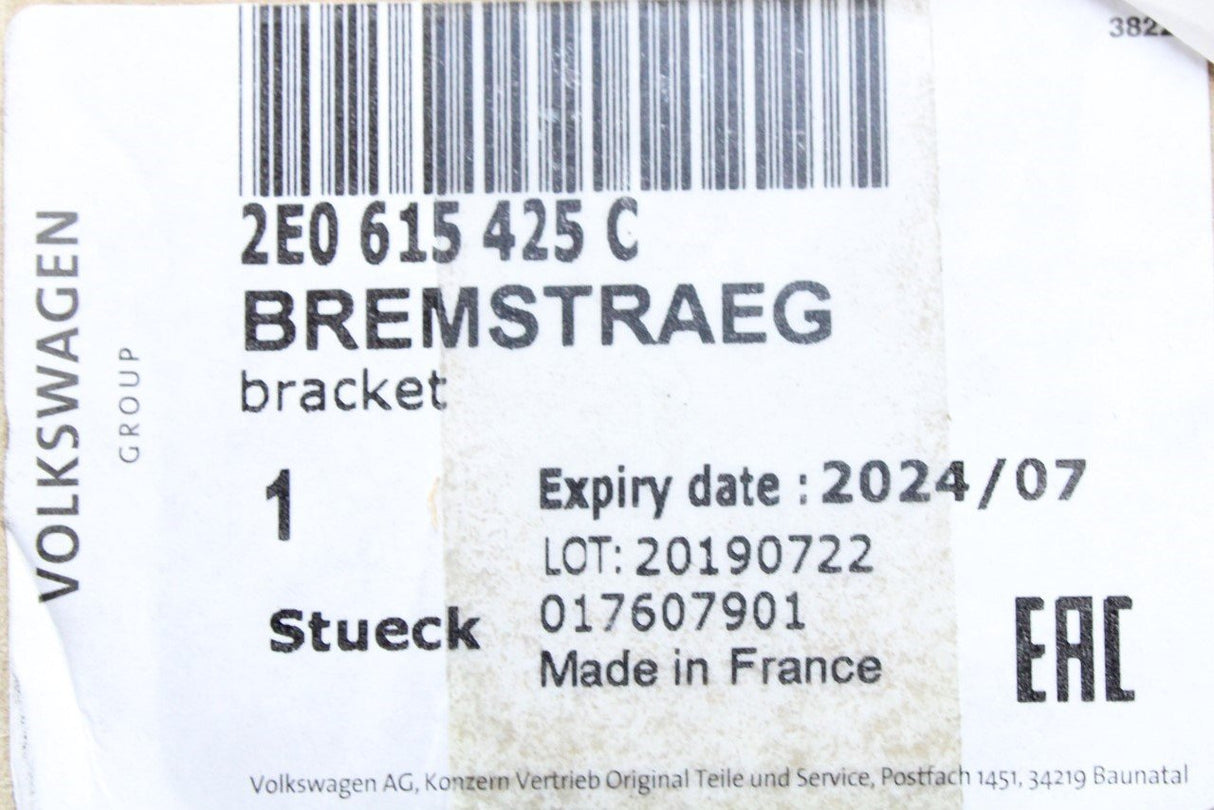 2E0 615 425 C
BREMSTRAEG
bracket
VOLKSWAGEN
GROUP
1
Stueck
Expiry date : 2024/07
LOT: 20190722
017607901
Made in France
EAC
Volkswagen AG, Konzern Vertrieb Original Teile und Service, Postfach 1451, 34219 Baunatal